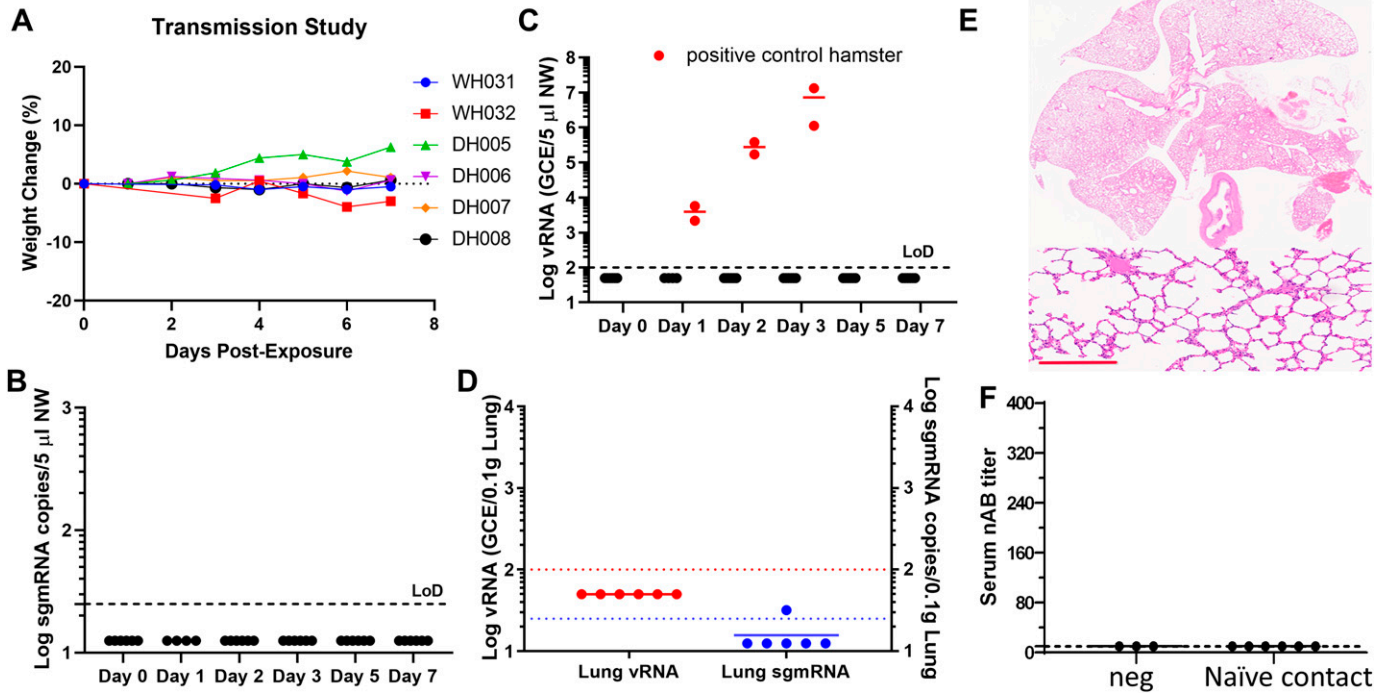 A
Transmission Study
Weight Change (%)
20
10
0
-10
-20
0 2 4 6 8
Days Post-Exposure
WH031
WH032
DH005
DH006
DH007
DH008
B
Log sgmRNA copies/5 µl NW
3
2
1
LoD
Day 0 Day 1 Day 2 Day 3 Day 5 Day 7
C
positive control hamster
Log vRNA (GCE/5 µl NW)
8
7
6
5
4
3
2
1
LoD
Day 0 Day 1 Day 2 Day 3 Day 5 Day 7
D
Log vRNA (GCE/0.1g Lung)
4
3
2
1
Log sgmRNA copies/0.1g Lung
4
3
2
1
Lung vRNA Lung sgmRNA
E
F
Serum nAB titer
400
320
240
160
80
0
neg Naïve contact